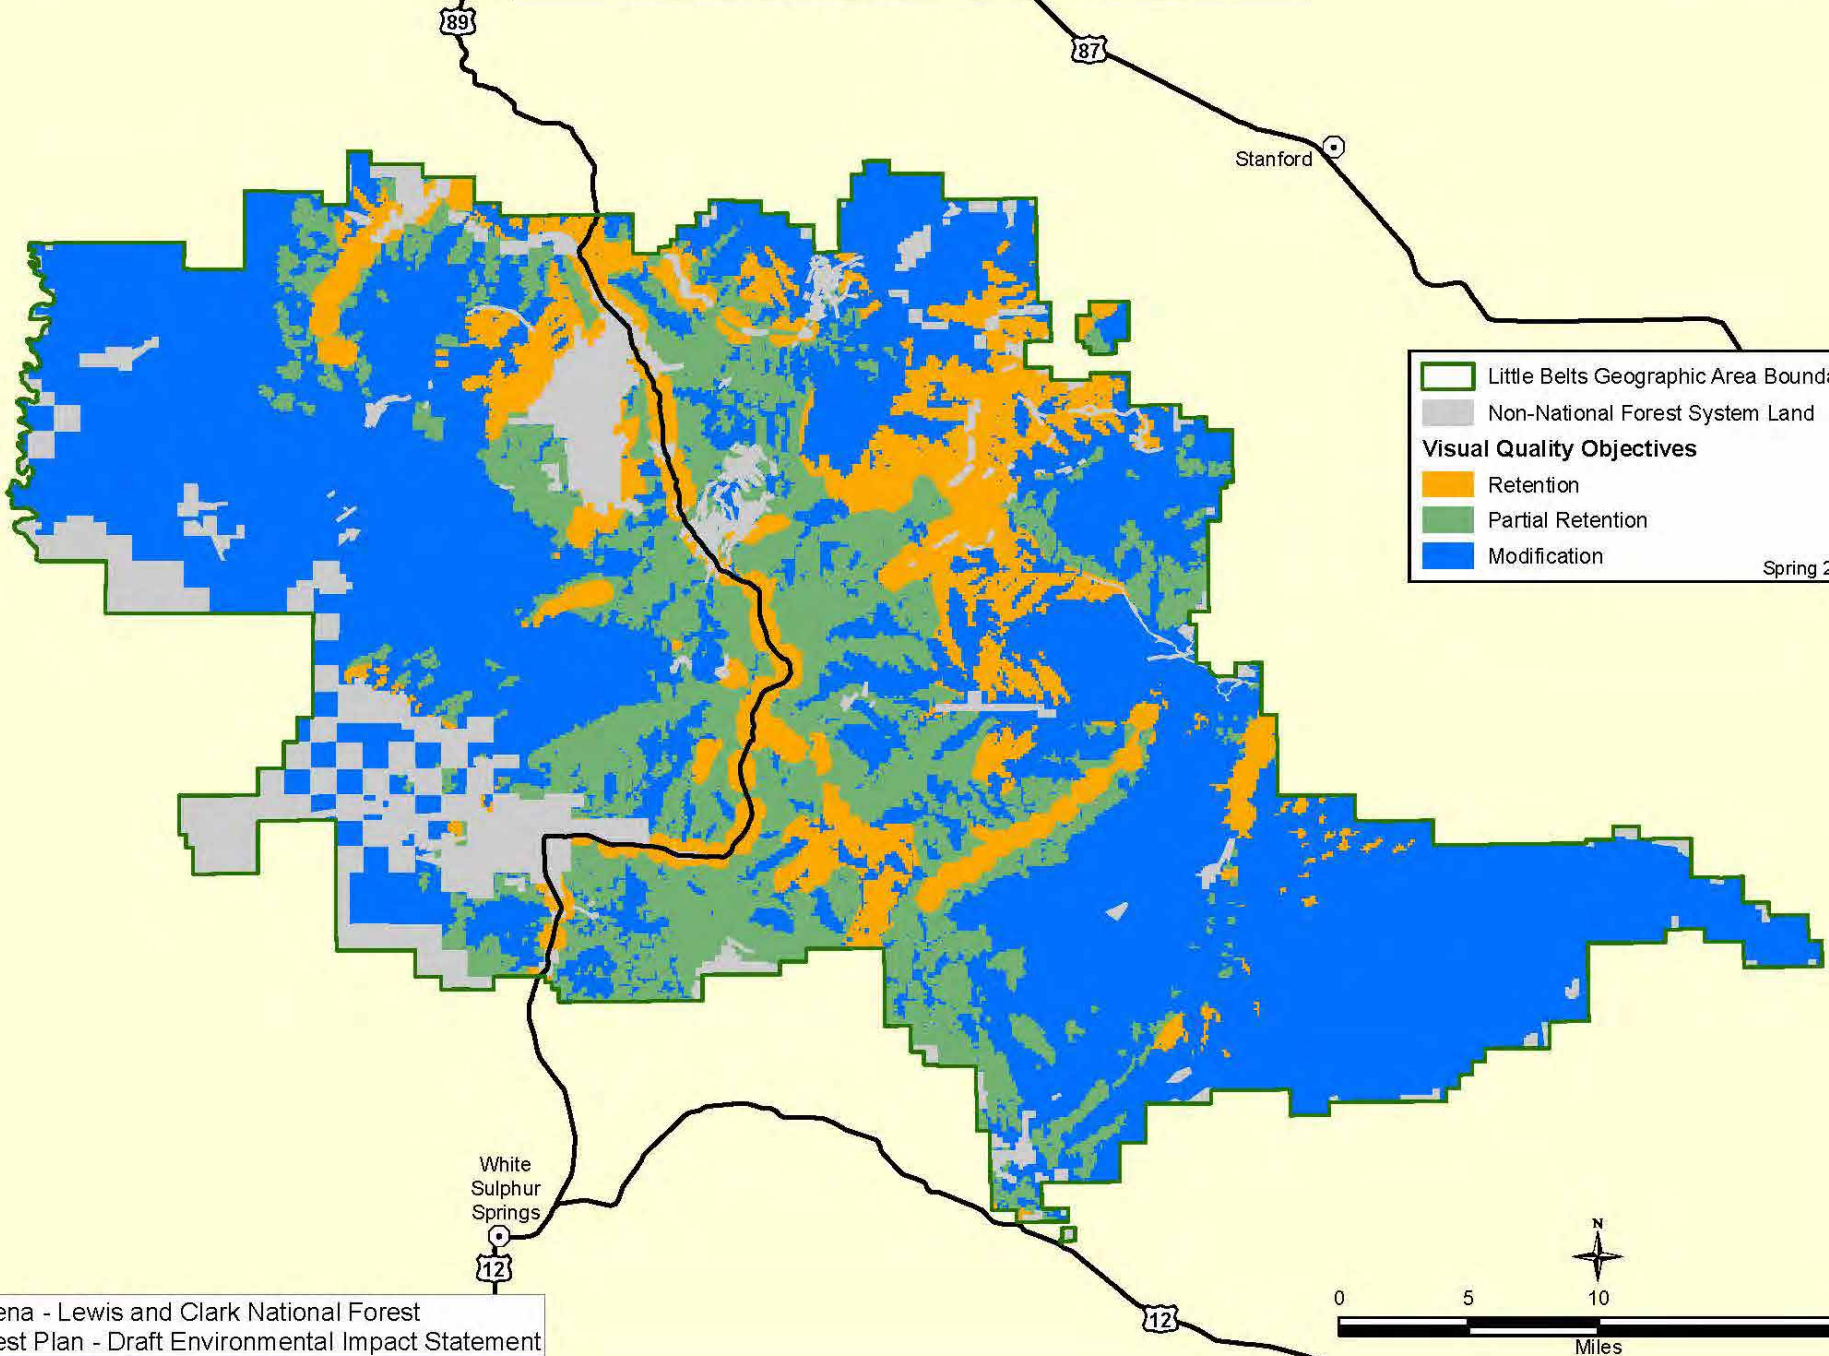 89
87
Stanford
Little Belts Geographic Area
Non-National Forest System Land
Visual Quality Objectives
Retention
Partial Retention
Modification
Spring 2
White
Sulphur
Springs
12
12
N
0 5 10
Miles
ena - Lewis and Clark National Forest
est Plan - Draft Environmental Impact Statement